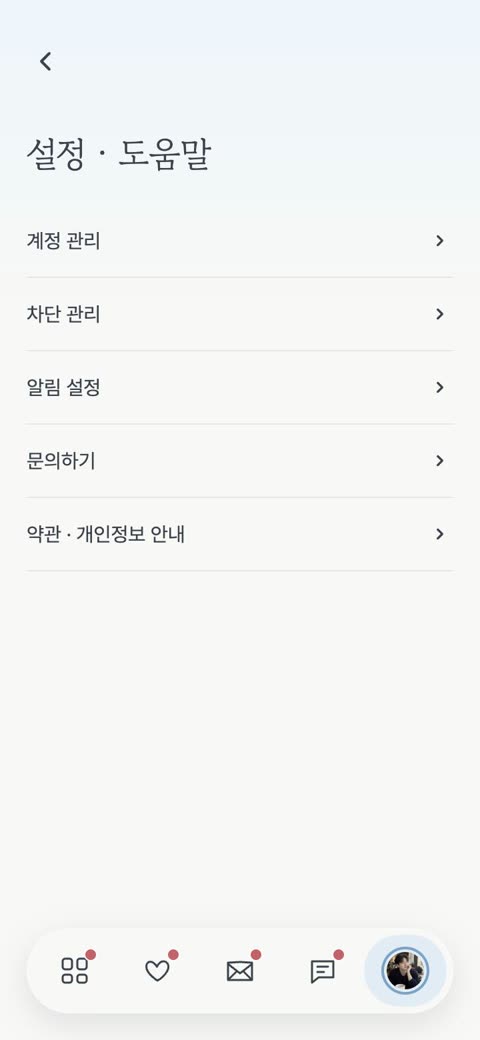 설정 · 도움말
계정 관리
차단 관리
알림 설정
문의하기
약관 · 개인정보 안내